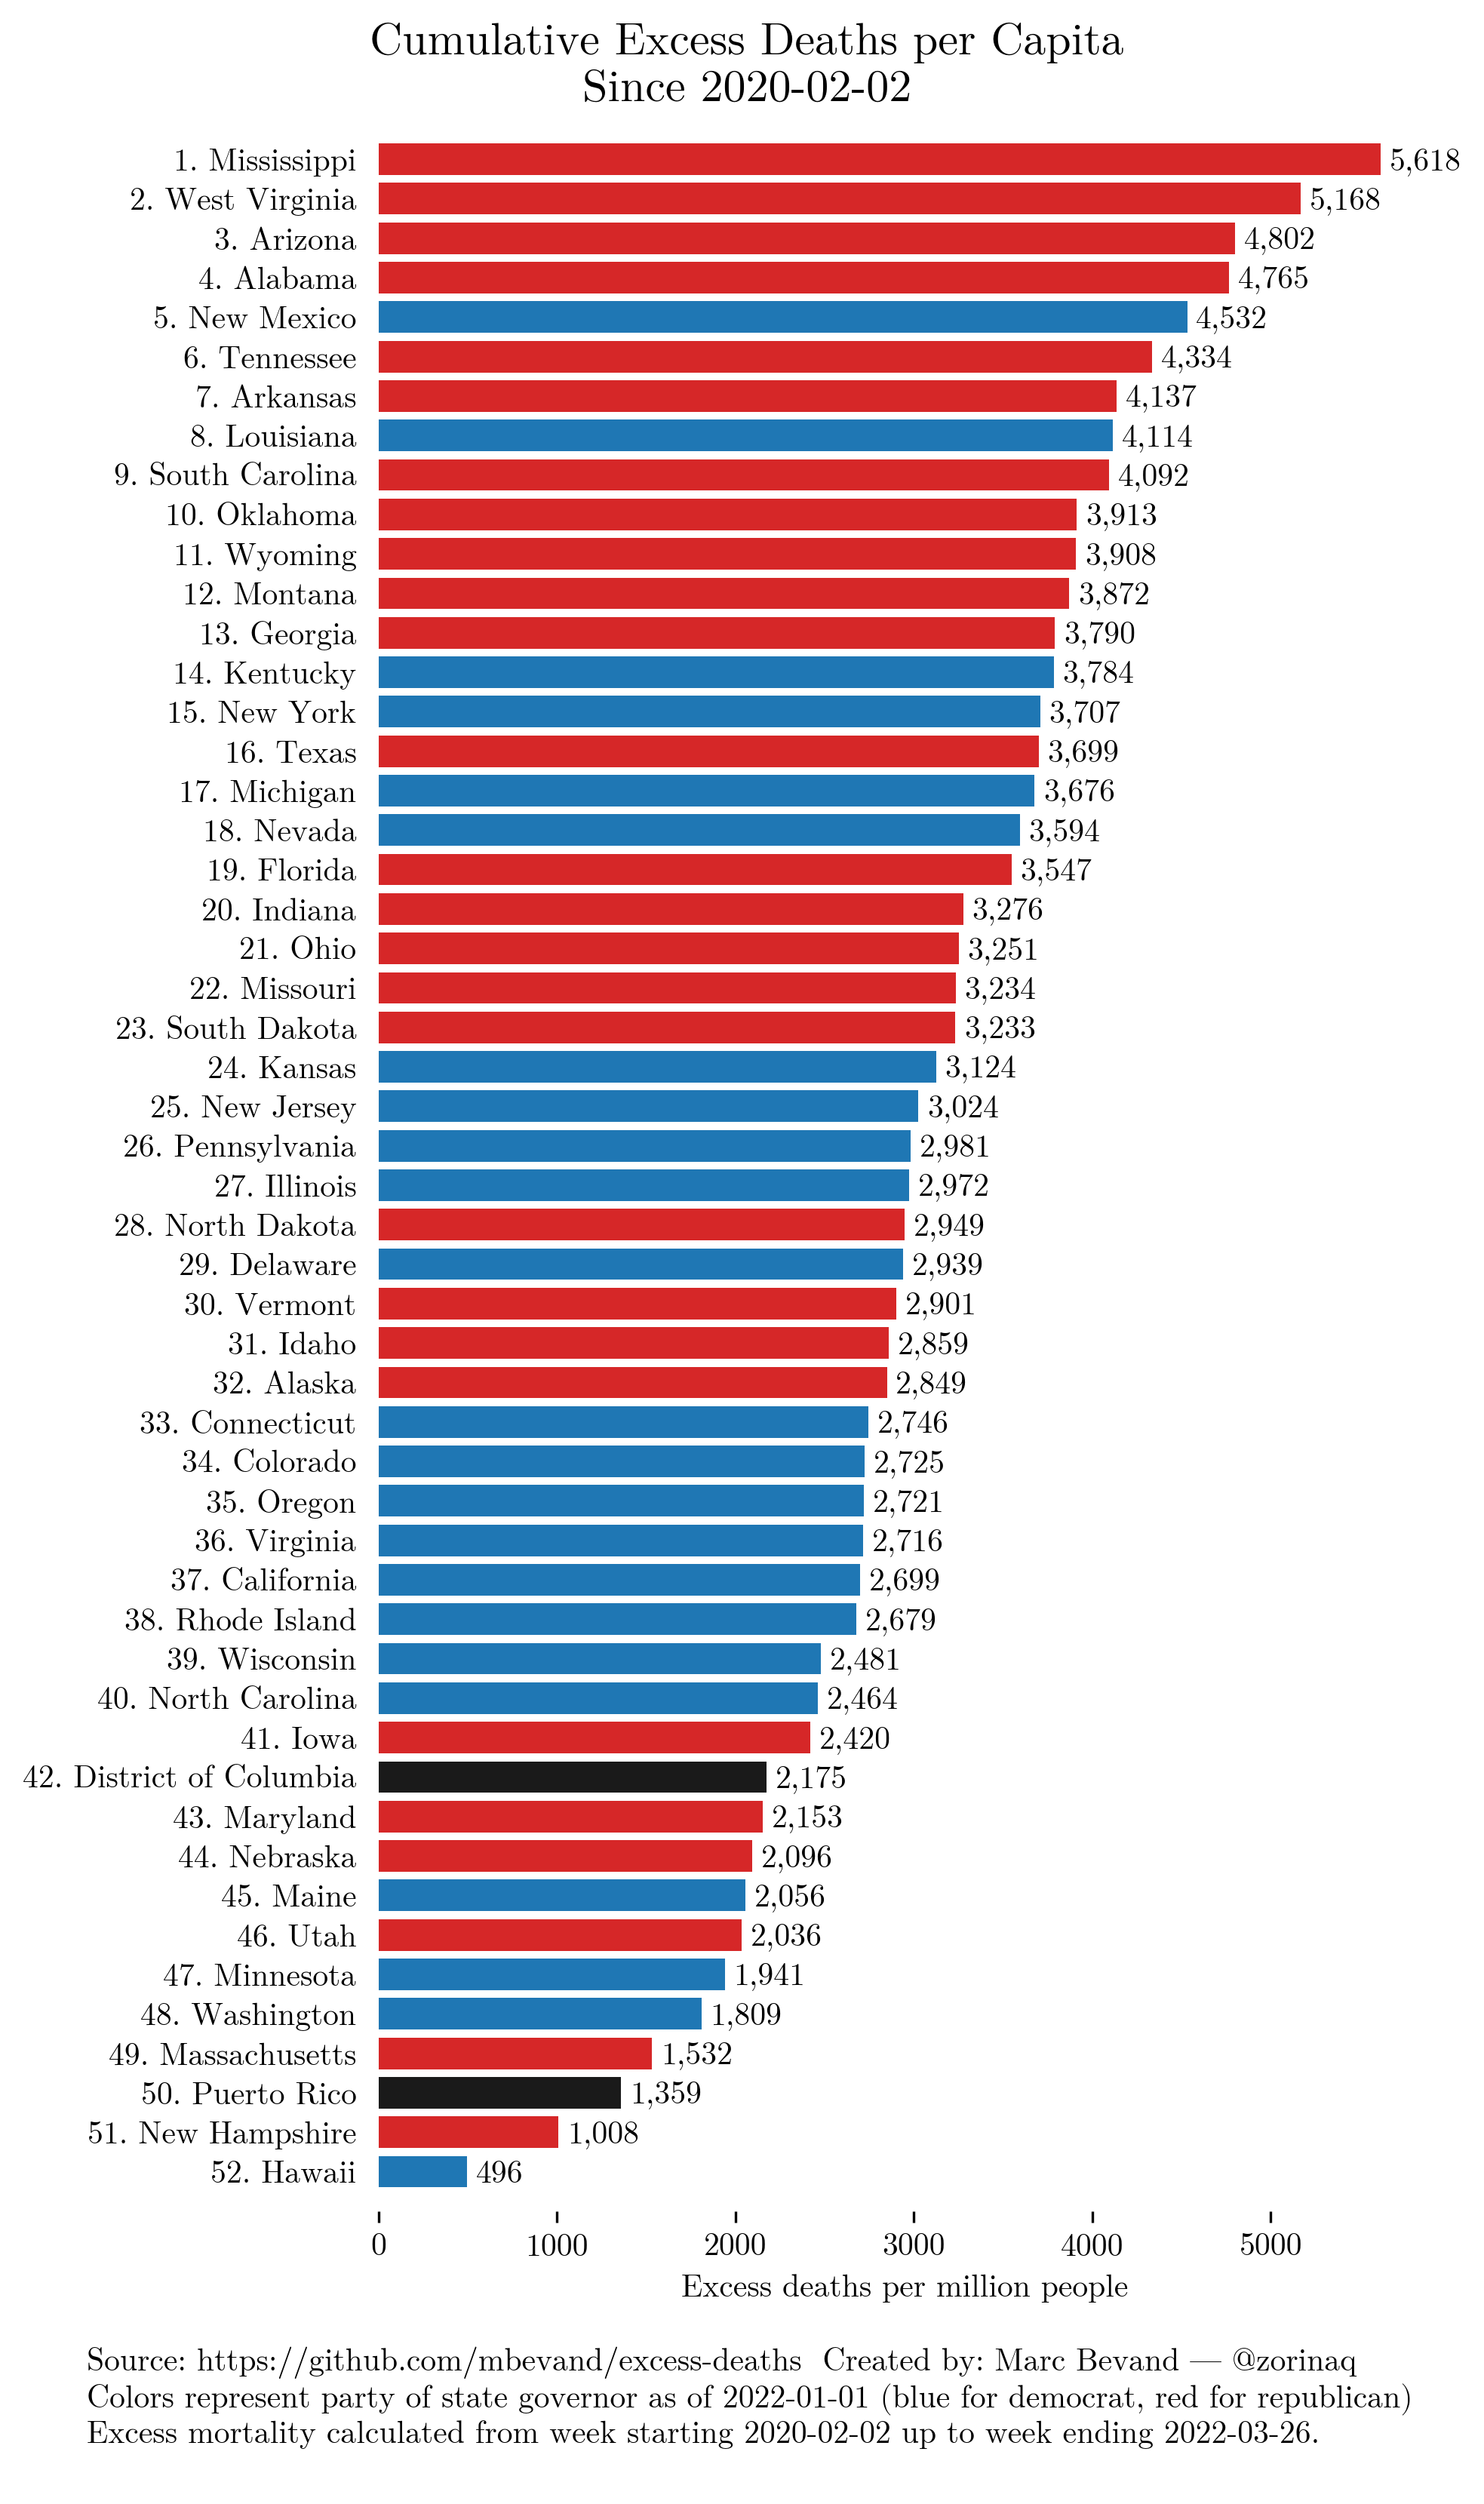 Cumulative Excess Deaths per Capita
Since 2020-02-02
1. Mississippi 5,618
2. West Virginia 5,168
3. Arizona 4,802
4. Alabama 4,765
5. New Mexico 4,532
6. Tennessee 4,334
7. Arkansas 4,137
8. Louisiana 4,114
9. South Carolina 4,092
10. Oklahoma 3,913
11. Wyoming 3,908
12. Montana 3,872
13. Georgia 3,790
14. Kentucky 3,784
15. New York 3,707
16. Texas 3,699
17. Michigan 3,676
18. Nevada 3,594
19. Florida 3,547
20. Indiana 3,276
21. Ohio 3,251
22. Missouri 3,234
23. South Dakota 3,233
24. Kansas 3,124
25. New Jersey 3,024
26. Pennsylvania 2,981
27. Illinois 2,972
28. North Dakota 2,949
29. Delaware 2,939
30. Vermont 2,901
31. Idaho 2,859
32. Alaska 2,849
33. Connecticut 2,746
34. Colorado 2,725
35. Oregon 2,721
36. Virginia 2,716
37. California 2,699
38. Rhode Island 2,679
39. Wisconsin 2,481
40. North Carolina 2,464
41. Iowa 2,420
42. District of Columbia 2,175
43. Maryland 2,153
44. Nebraska 2,096
45. Maine 2,056
46. Utah 2,036
47. Minnesota 1,941
48. Washington 1,809
49. Massachusetts 1,532
50. Puerto Rico 1,359
51. New Hampshire 1,008
52. Hawaii 496
0 1000 2000 3000 4000 5000
Excess deaths per million people
Source: https://github.com/mbevand/excess-deaths Created by: Marc Bevand — @zorinaq
Colors represent party of state governor as of 2022-01-01 (blue for democrat, red for republican)
Excess mortality calculated from week starting 2020-02-02 up to week ending 2022-03-26.